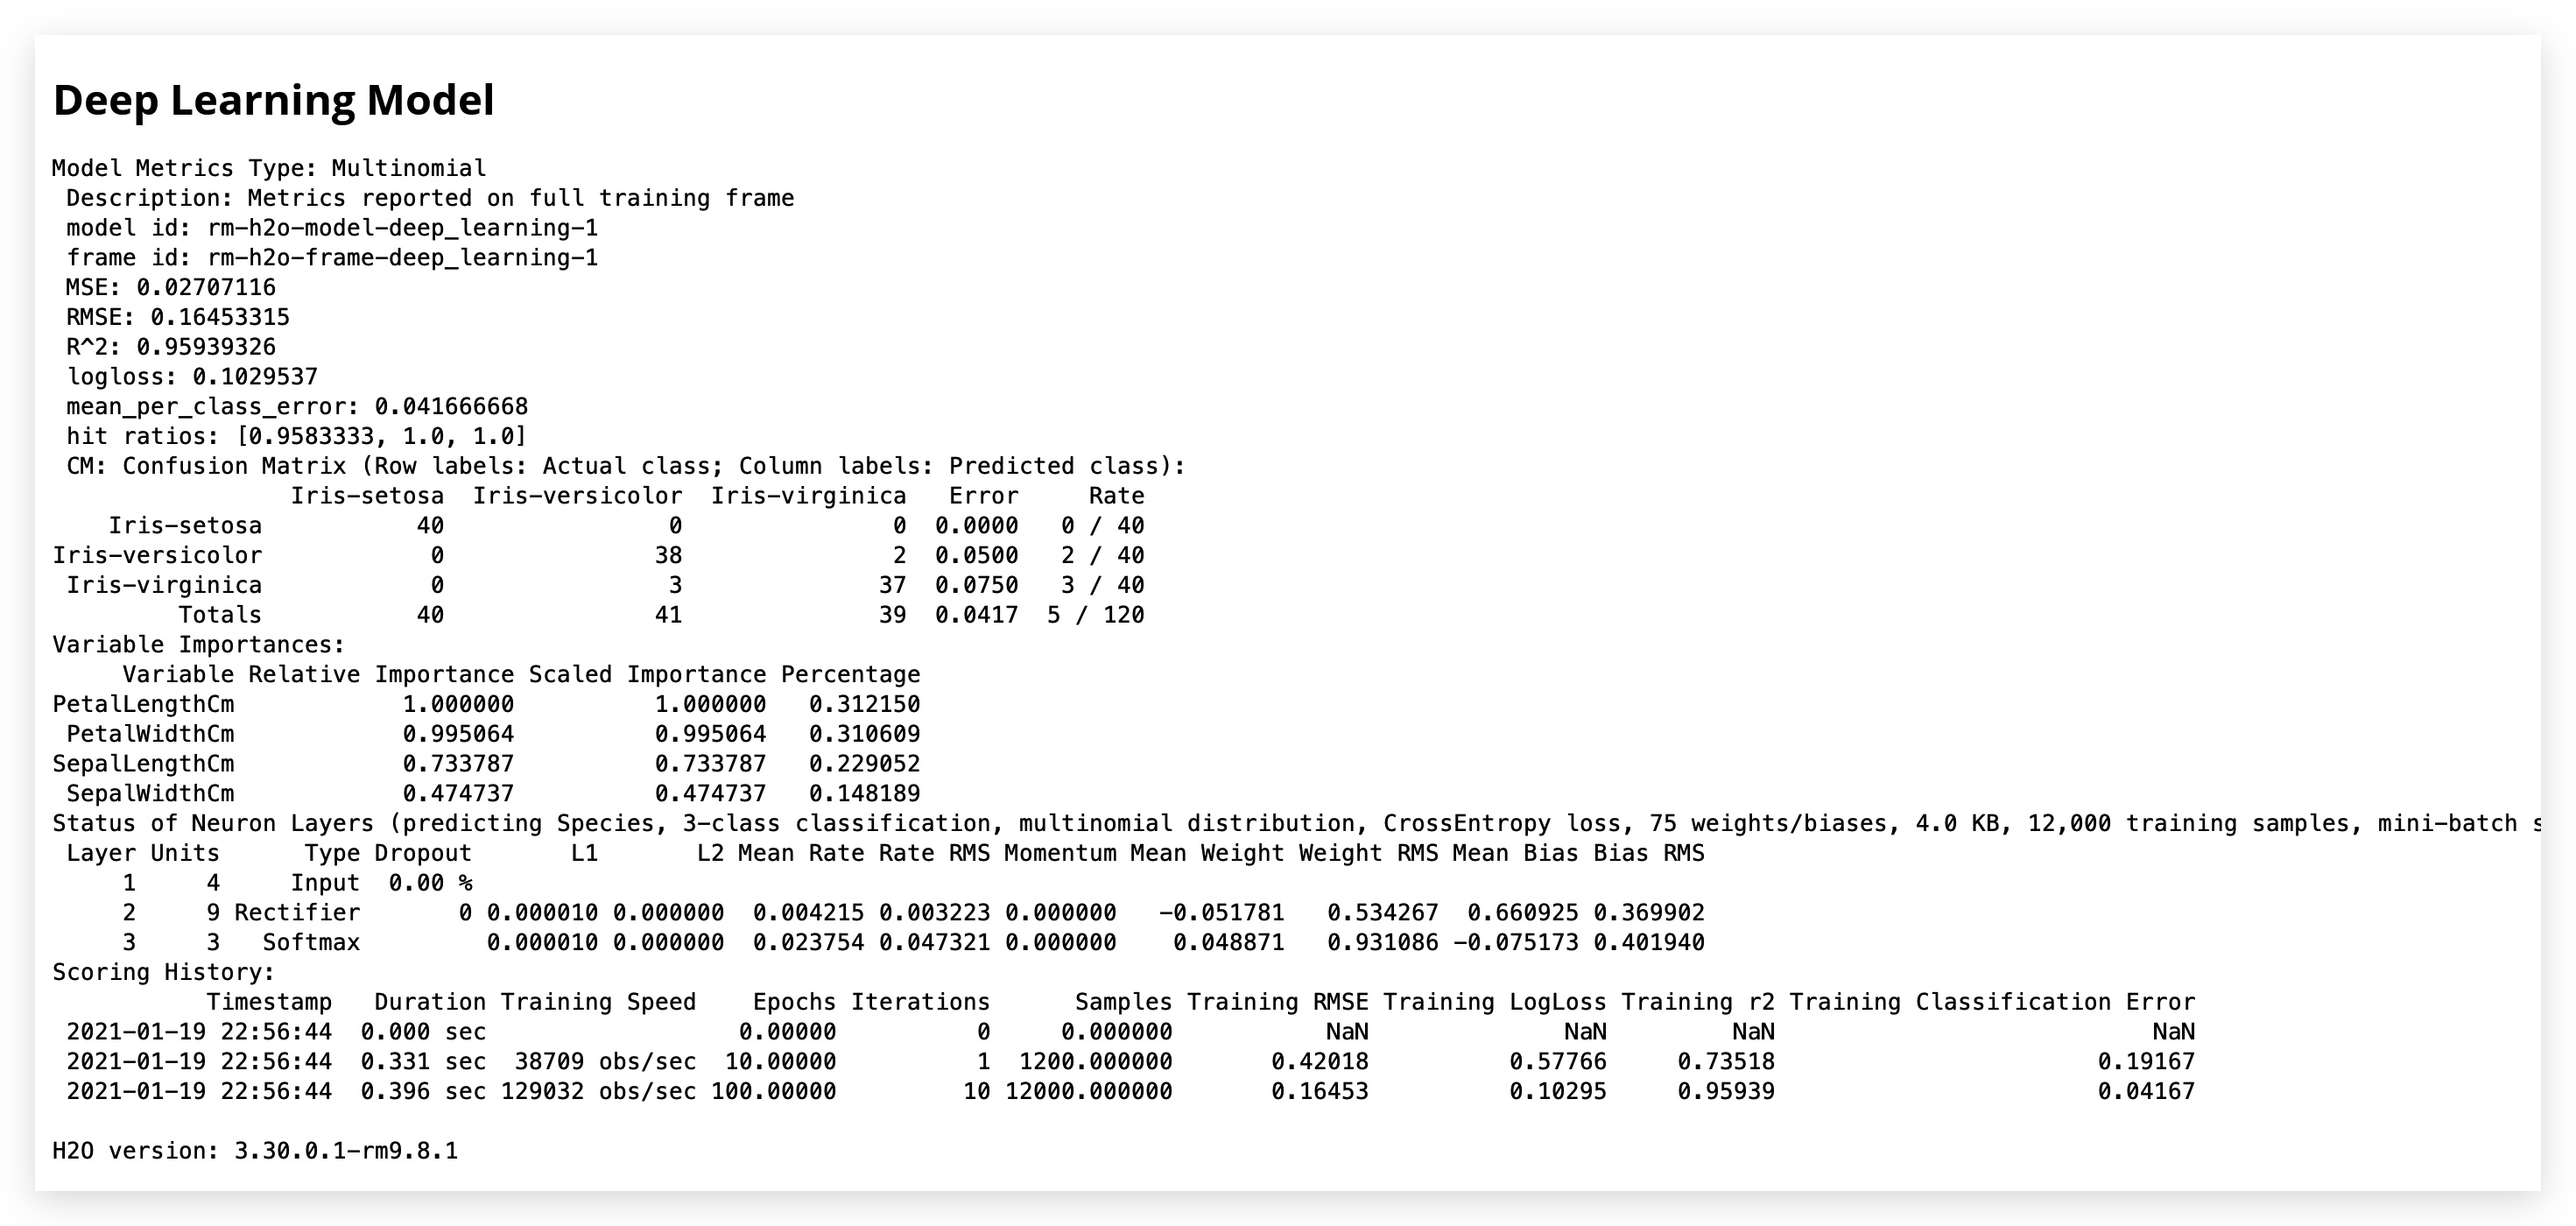 Deep Learning Model
Model Metrics Type: Multinomial
 Description: Metrics reported on full training frame
 model id: rm-h2o-model-deep_learning-1
 frame id: rm-h2o-frame-deep_learning-1
 MSE: 0.02707116
 RMSE: 0.16453315
 R^2: 0.95939326
 logloss: 0.1029537
 mean_per_class_error: 0.041666668
 hit ratios: [0.9583333, 1.0, 1.0]
 CM: Confusion Matrix (Row labels: Actual class; Column labels: Predicted class):
                 Iris-setosa  Iris-versicolor  Iris-virginica   Error     Rate
    Iris-setosa           40                0               0  0.0000   0 / 40
Iris-versicolor            0               38               2  0.0500   2 / 40
 Iris-virginica            0                3              37  0.0750   3 / 40
         Totals           40               41              39  0.0417  5 / 120
Variable Importances:
     Variable Relative Importance Scaled Importance Percentage
PetalLengthCm            1.000000          1.000000   0.312150
 PetalWidthCm            0.995064          0.995064   0.310609
SepalLengthCm            0.733787          0.733787   0.229052
 SepalWidthCm            0.474737          0.474737   0.148189
Status of Neuron Layers (predicting Species, 3-class classification, multinomial distribution, CrossEntropy loss, 75 weights/biases, 4.0 KB, 12,000 training samples, mini-batch s
 Layer Units      Type Dropout       L1       L2 Mean Rate Rate RMS Momentum Mean Weight Weight RMS Mean Bias Bias RMS
     1     4     Input  0.00 %
     2     9 Rectifier       0 0.000010 0.000000  0.004215 0.003223 0.000000   -0.051781   0.534267  0.660925 0.369902
     3     3   Softmax         0.000010 0.000000  0.023754 0.047321 0.000000    0.048871   0.931086 -0.075173 0.401940
Scoring History:
           Timestamp   Duration Training Speed    Epochs Iterations      Samples Training RMSE Training LogLoss Training r2 Training Classification Error
 2021-01-19 22:56:44  0.000 sec                  0.00000          0     0.000000           NaN              NaN         NaN                           NaN
 2021-01-19 22:56:44  0.331 sec  38709 obs/sec  10.00000          1  1200.000000       0.42018          0.57766     0.73518                       0.19167
 2021-01-19 22:56:44  0.396 sec 129032 obs/sec 100.00000         10 12000.000000       0.16453          0.10295     0.95939                       0.04167
H2O version: 3.30.0.1-rm9.8.1